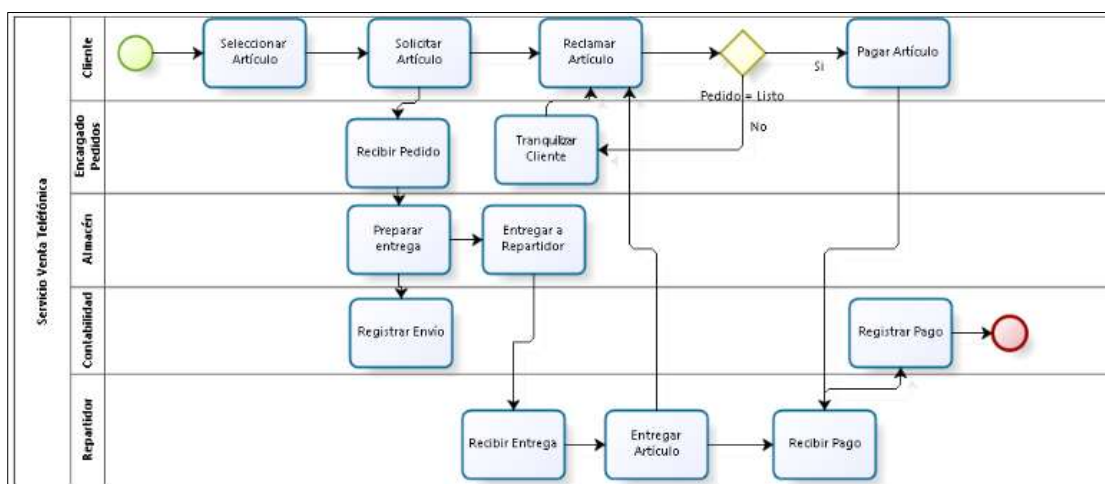 Servicio Venta Teléfónica
Cliente
Seleccionar
Artículo
Solicitar
Artículo
Reclamar
Artículo
Pedido = Listo
Si
No
Pagar Artículo
Encargado
Pedidos
Recibir Pedido
Tranquilizar
Cliente
Almacén
Preparar
entrega
Entregar a
Repartidor
Contabilidad
Registrar Envío
Registrar Pago
Repartidor
Recibir Entrega
Entregar
Artículo
Recibir Pago